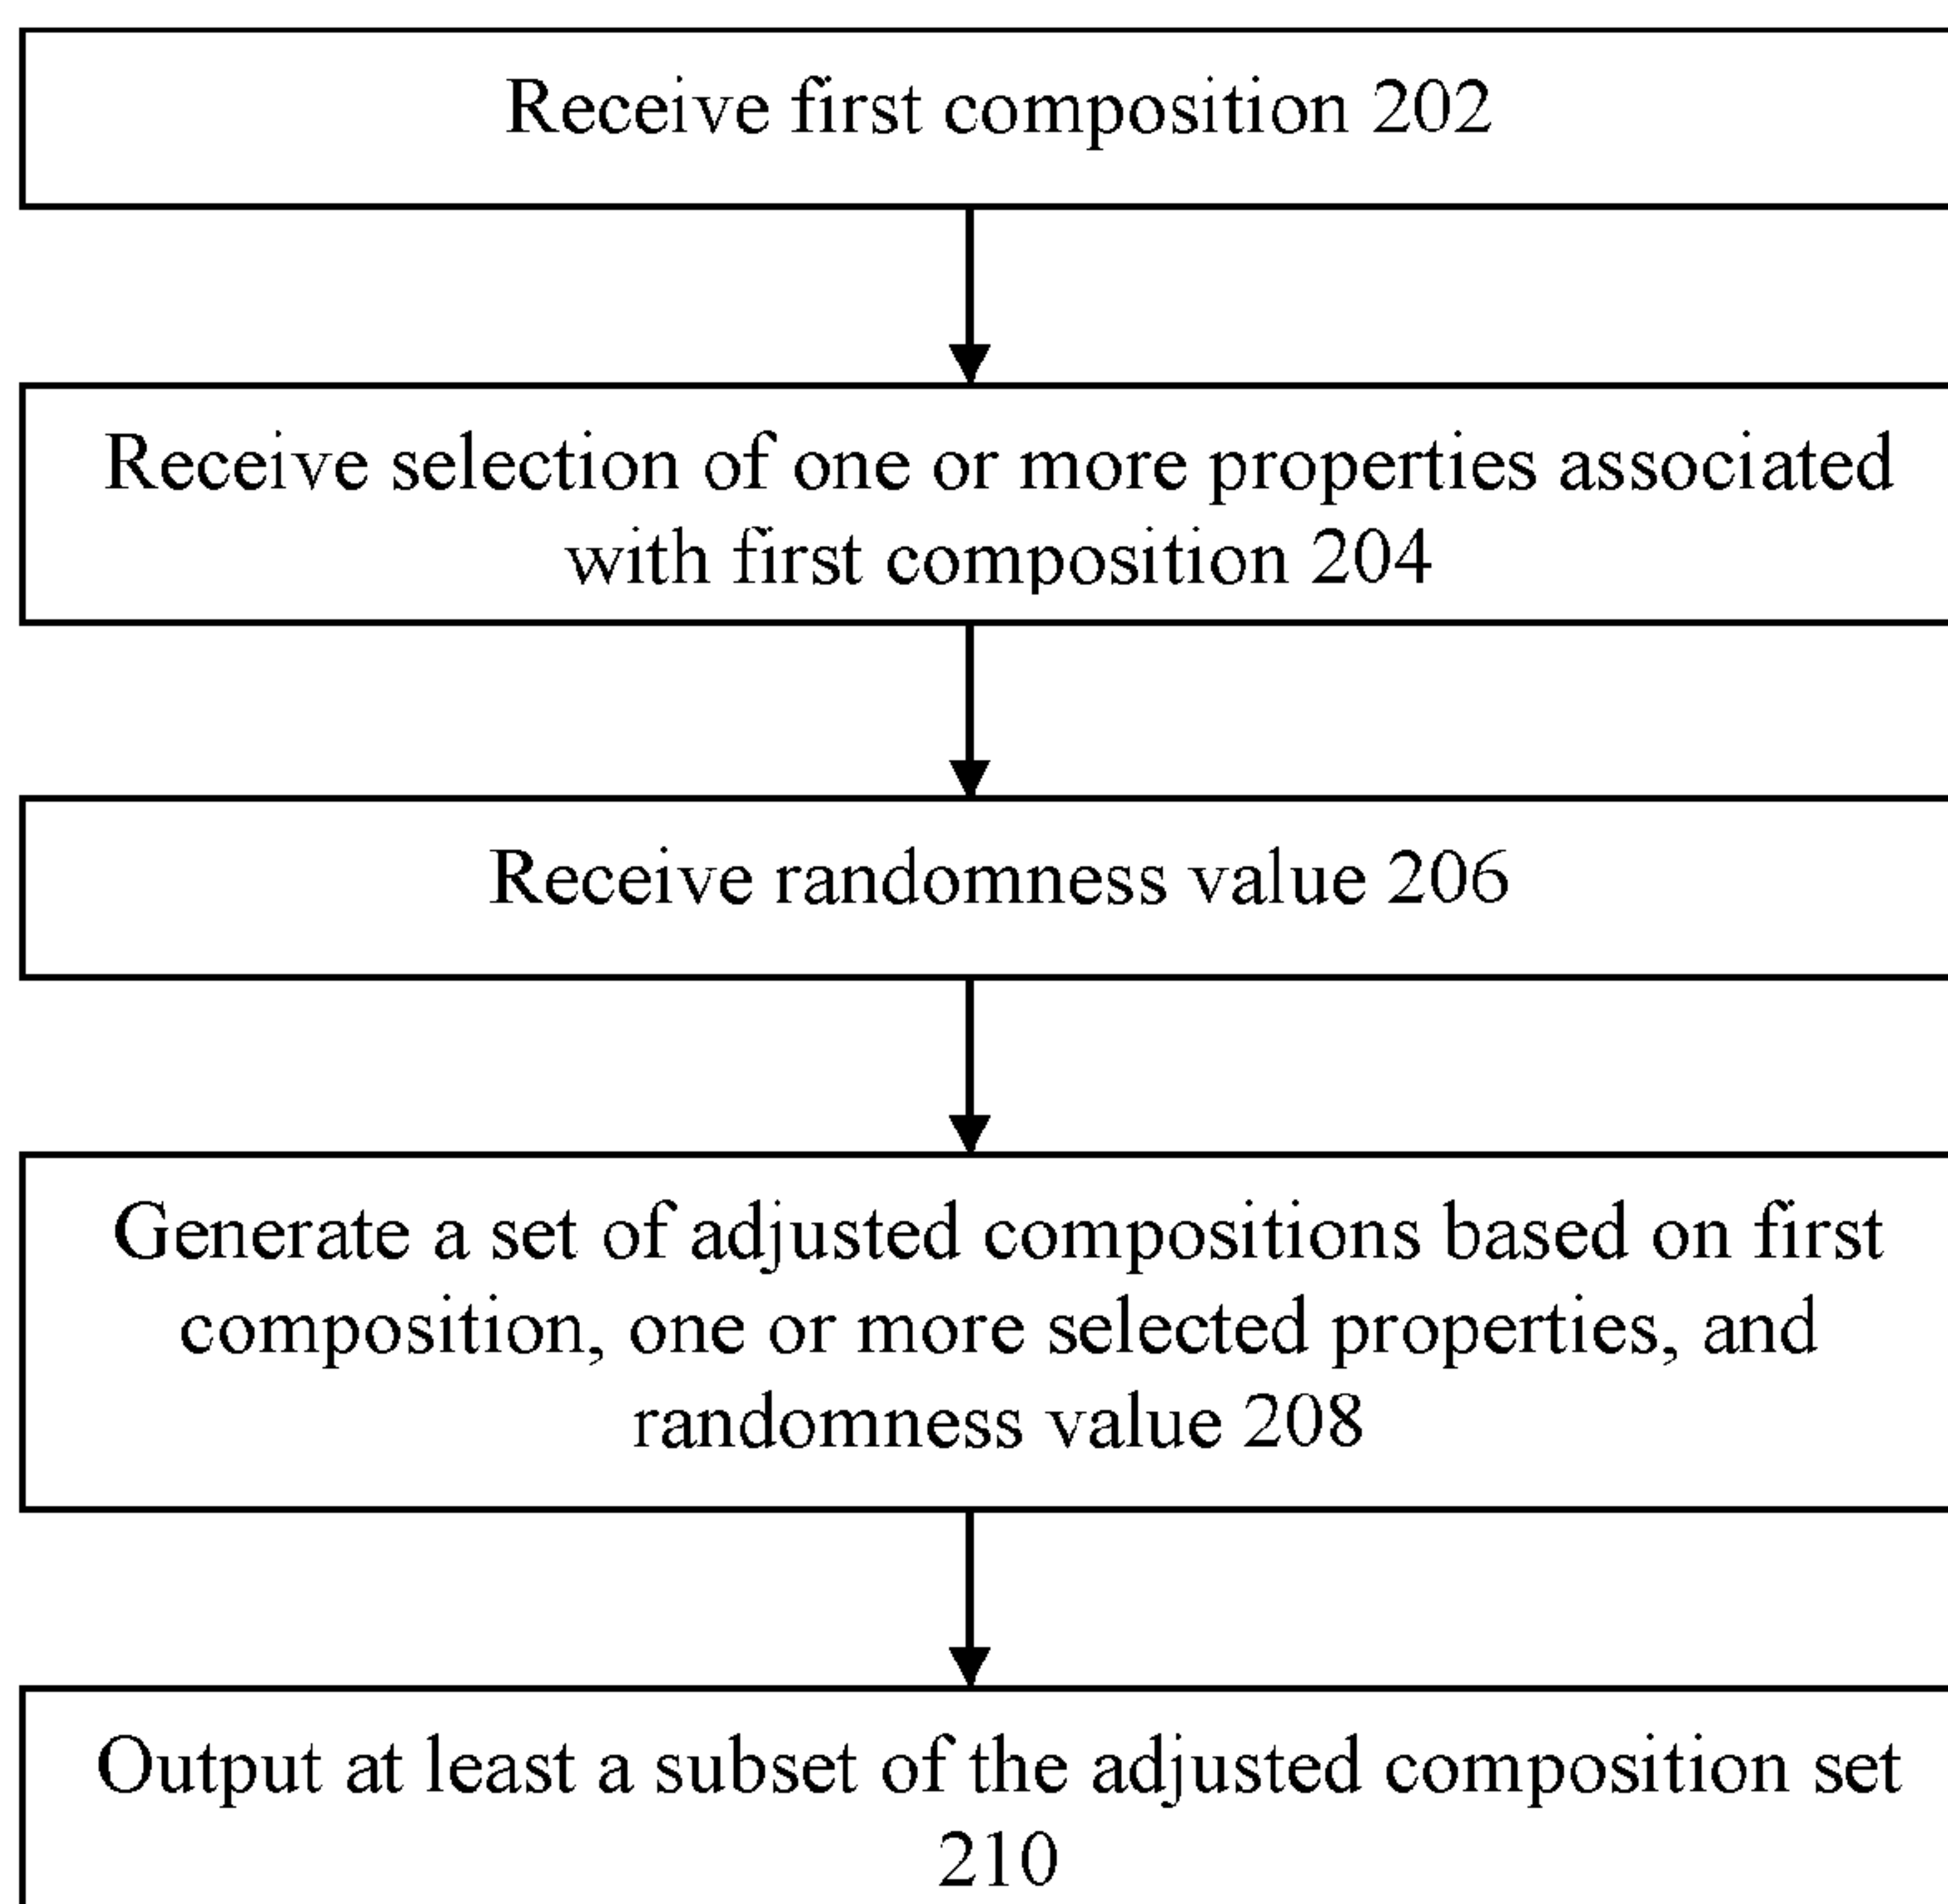 Receive first composition 202
Receive selection of one or more properties associated
with first composition 204
Receive randomness value 206
Generate a set of adjusted compositions based on first
composition, one or more selected properties, and
randomness value 208
Output at least a subset of the adjusted composition set
210